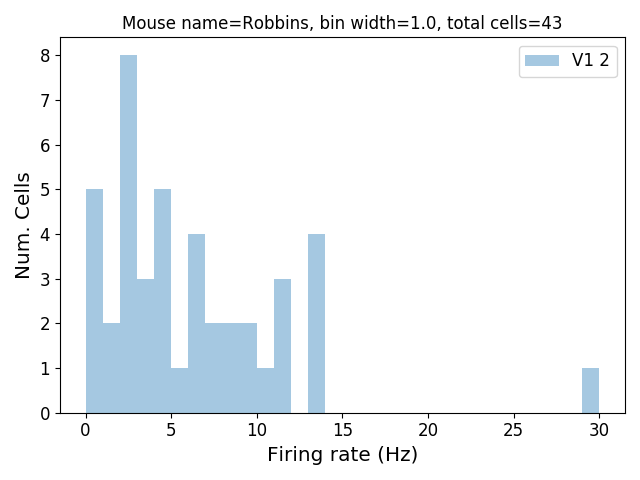 Mouse name=Robbins, bin width=1.0, total cells=43
V1 2
8
7
6
5
4
3
2
1
0
Num. Cells
0 5 10 15 20 25 30
Firing rate (Hz)